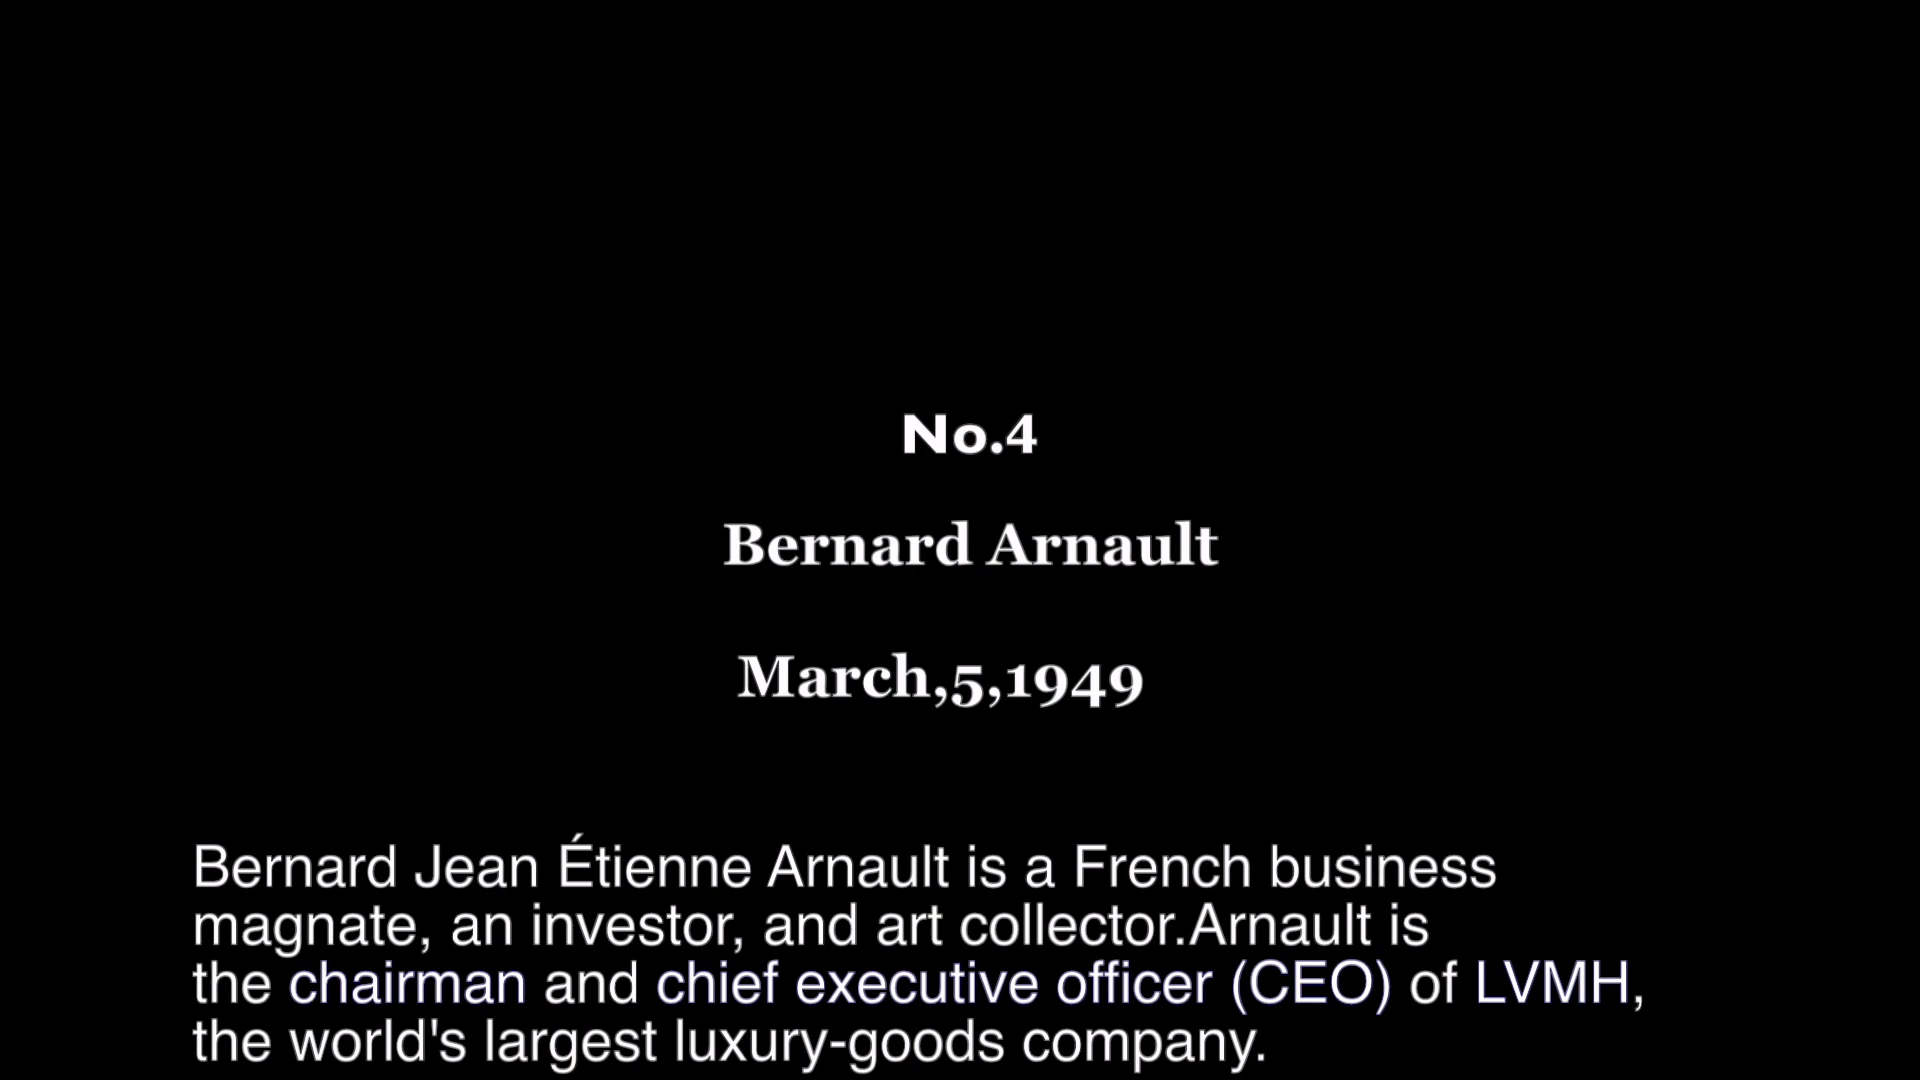 No.4
Bernard Arnault
March,5,1949
Bernard Jean Étienne Arnault is a French business
magnate, an investor, and art collector.Arnault is
the chairman and chief executive officer (CEO) of LVMH,
the world's largest luxury-goods company.